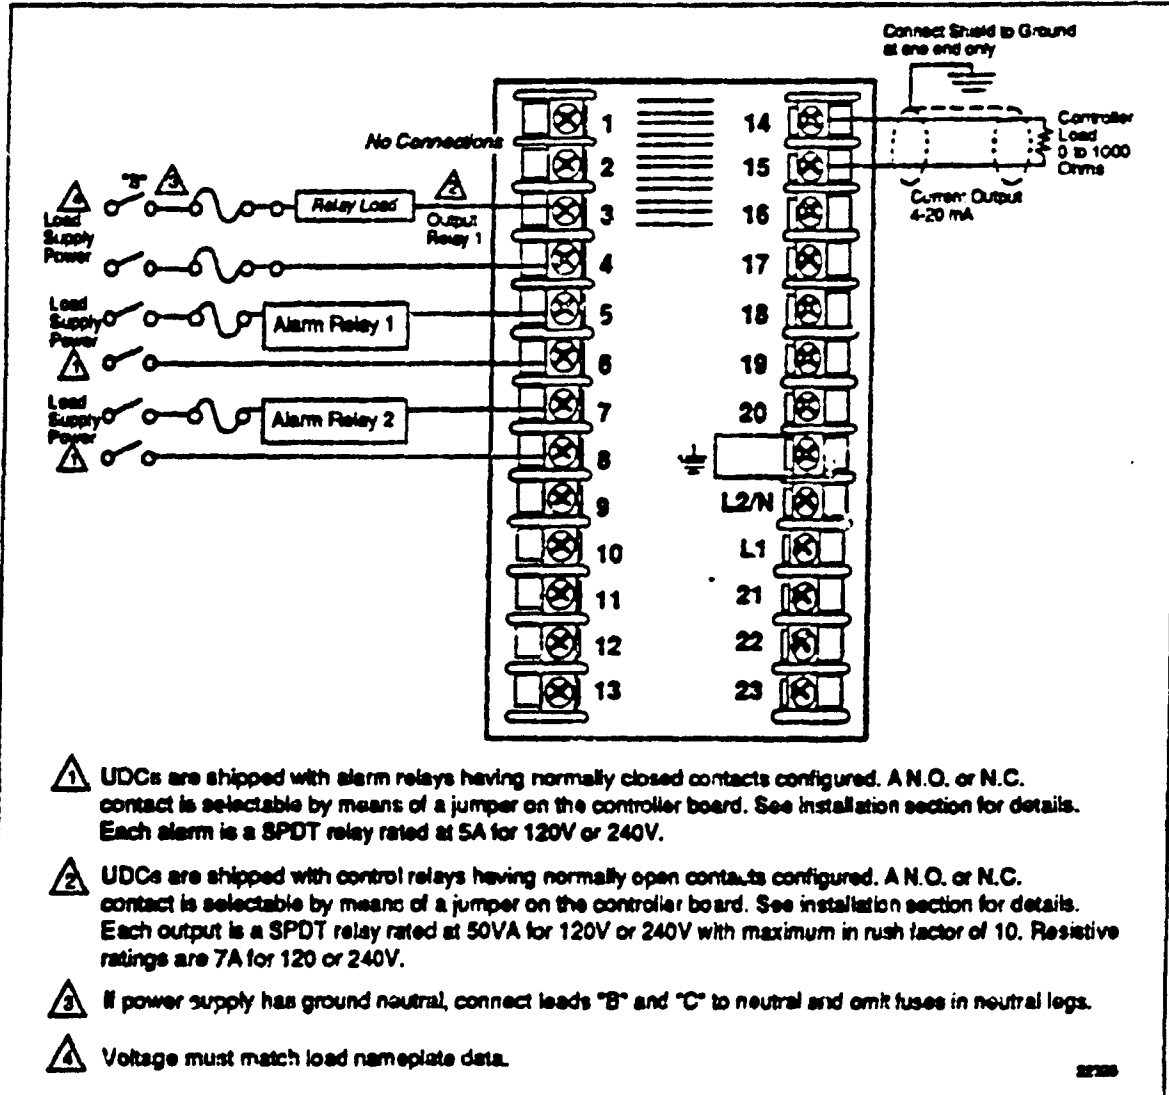 Connect Shield to Ground
at one end only
No Connections
1
2
3
4
5
6
7
8
9
10
11
12
13
14
15
16
17
18
19
20
L2/N
L1
21
22
23
Controller
Load
0 to 1000
Ohms
Current Output
4-20 mA
4
"B"
3
Load
Supply
Power
Relay Load
2
Output
Relay 1
Load
Supply
Power
1
Alarm Relay 1
Load
Supply
Power
1
Alarm Relay 2
1 UDCs are shipped with alarm relays having normally closed contacts configured. A N.O. or N.C.
contact is selectable by means of a jumper on the controller board. See installation section for details.
Each alarm is a SPDT relay rated at 5A for 120V or 240V.
2 UDCs are shipped with control relays having normally open contacts configured. A N.O. or N.C.
contact is selectable by means of a jumper on the controller board. See installation section for details.
Each output is a SPDT relay rated at 50VA for 120V or 240V with maximum in rush factor of 10. Resistive
ratings are 7A for 120 or 240V.
3 If power supply has ground neutral, connect leads "B" and "C" to neutral and omit fuses in neutral legs.
4 Voltage must match load nameplate data.